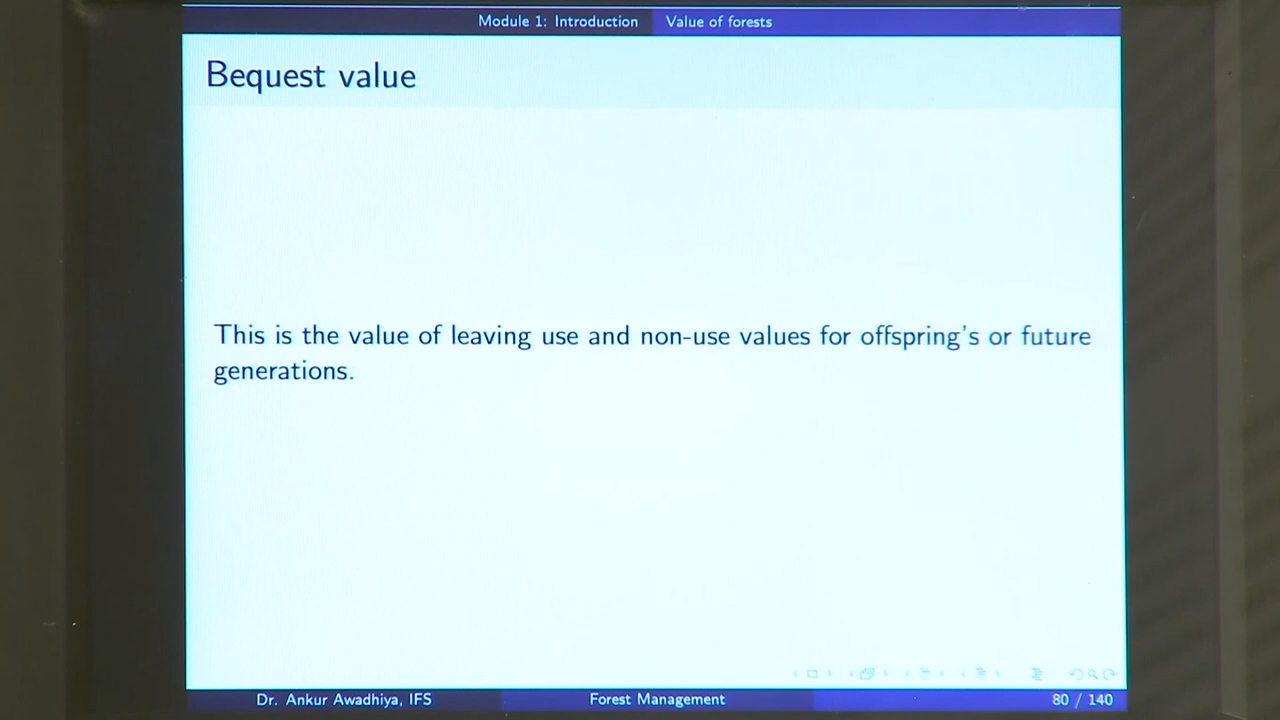 Module 1: Introduction Value of forests
Bequest value
This is the value of leaving use and non-use values for offspring's or future
generations.
Dr. Ankur Awadhiya, IFS Forest Management 80 / 140